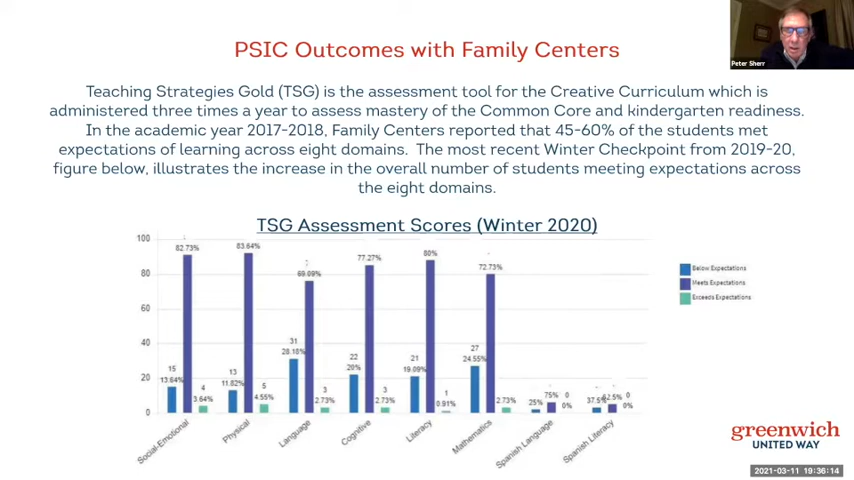 PSIC Outcomes with Family Centers
Peter Sherr
Teaching Strategies Gold (TSG) is the assessment tool for the Creative Curriculum which is
administered three times a year to assess mastery of the Common Core and kindergarten readiness.
In the academic year 2017-2018, Family Centers reported that 45-60% of the students met
expectations of learning across eight domains. The most recent Winter Checkpoint from 2019-20,
figure below, illustrates the increase in the overall number of students meeting expectations across
the eight domains.
TSG Assessment Scores (Winter 2020)
100
80
60
40
20
0
15
13.64%
82.73%
4
3.64%
13
11.82%
83.64%
5
4.55%
31
28.18%
69.09%
3
2.73%
22
20%
77.27%
3
2.73%
21
19.09%
80%
1
0.91%
27
24.55%
72.73%
2.73%
25%
75%
0
0%
37.5%
62.5%
0
0%
Social-Emotional
Physical
Language
Cognitive
Literacy
Mathematics
Spanish Language
Spanish Literacy
Below Expectations
Meets Expectations
Exceeds Expectations
greenwich
UNITED WAY
2021-03-11 19:36:14